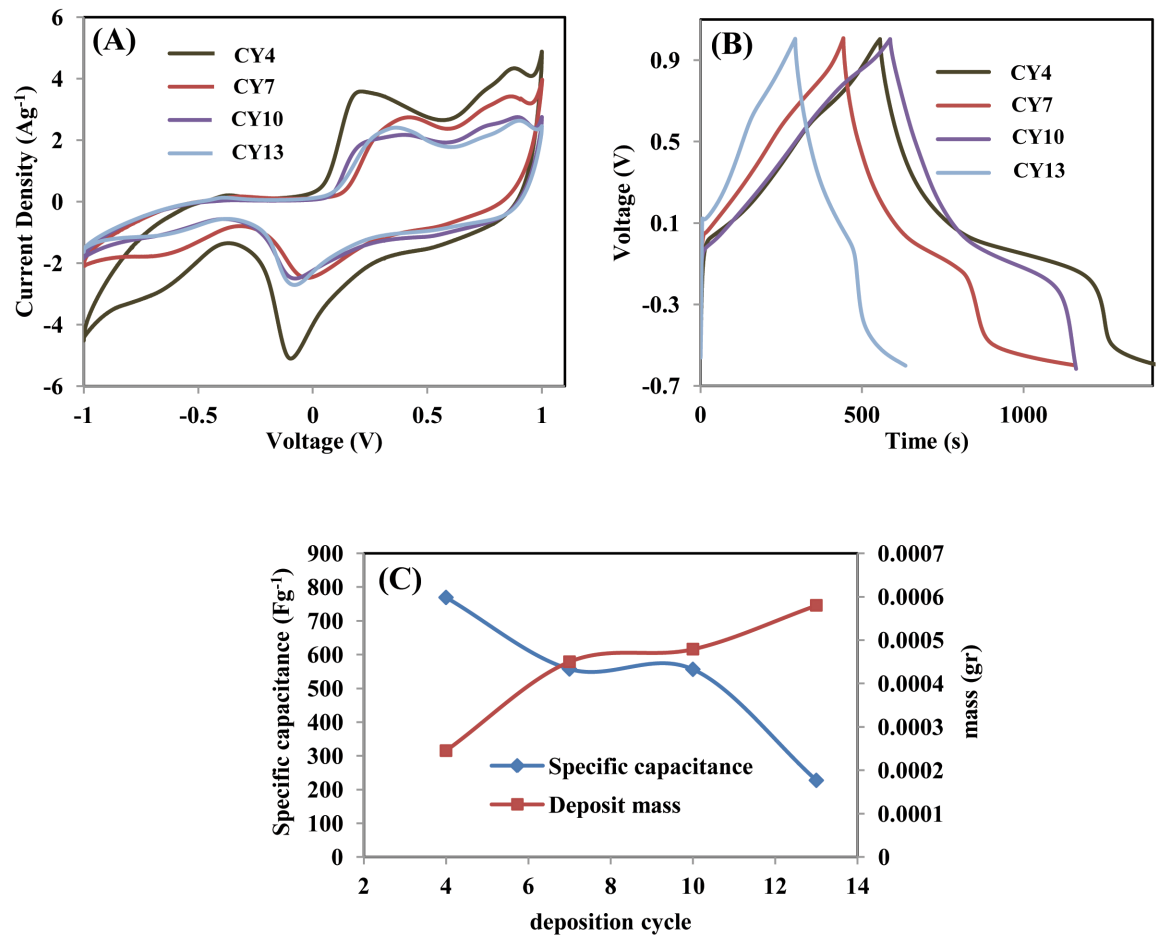 (A)
CY4
CY7
CY10
CY13
Current Density (Ag-1)
6
4
2
0
-2
-4
-6
-1 -0.5 0 0.5 1
Voltage (V)
(B)
CY4
CY7
CY10
CY13
Voltage (V)
0.9
0.5
0.1
-0.3
-0.7
0 500 1000
Time (s)
(C)
Specific capacitance (Fg-1)
900
800
700
600
500
400
300
200
100
0
Specific capacitance
Deposit mass
0.0007
0.0006
0.0005
0.0004
0.0003
0.0002
0.0001
0
mass (gr)
2 4 6 8 10 12 14
deposition cycle